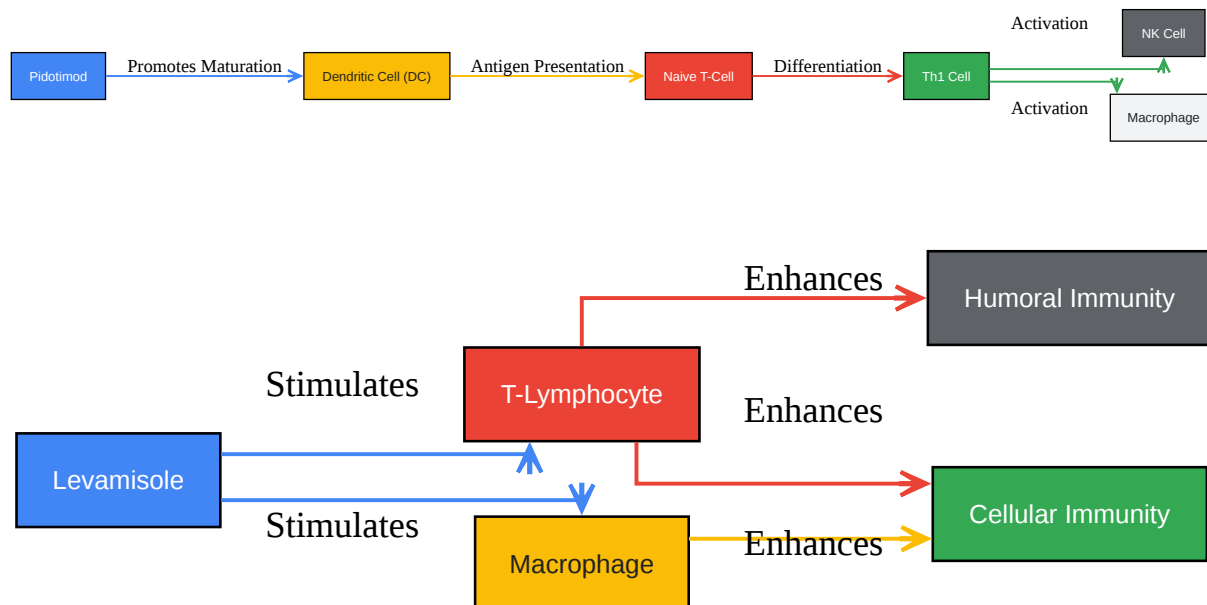 Activation
NK Cell
Pidotimod
Promotes Maturation
Dendritic Cell (DC)
Antigen Presentation
Naive T-Cell
Differentiation
Th1 Cell
Activation
Macrophage
Enhances
Humoral Immunity
Stimulates
T-Lymphocyte
Enhances
Levamisole
Stimulates
Cellular Immunity
Enhances
Macrophage